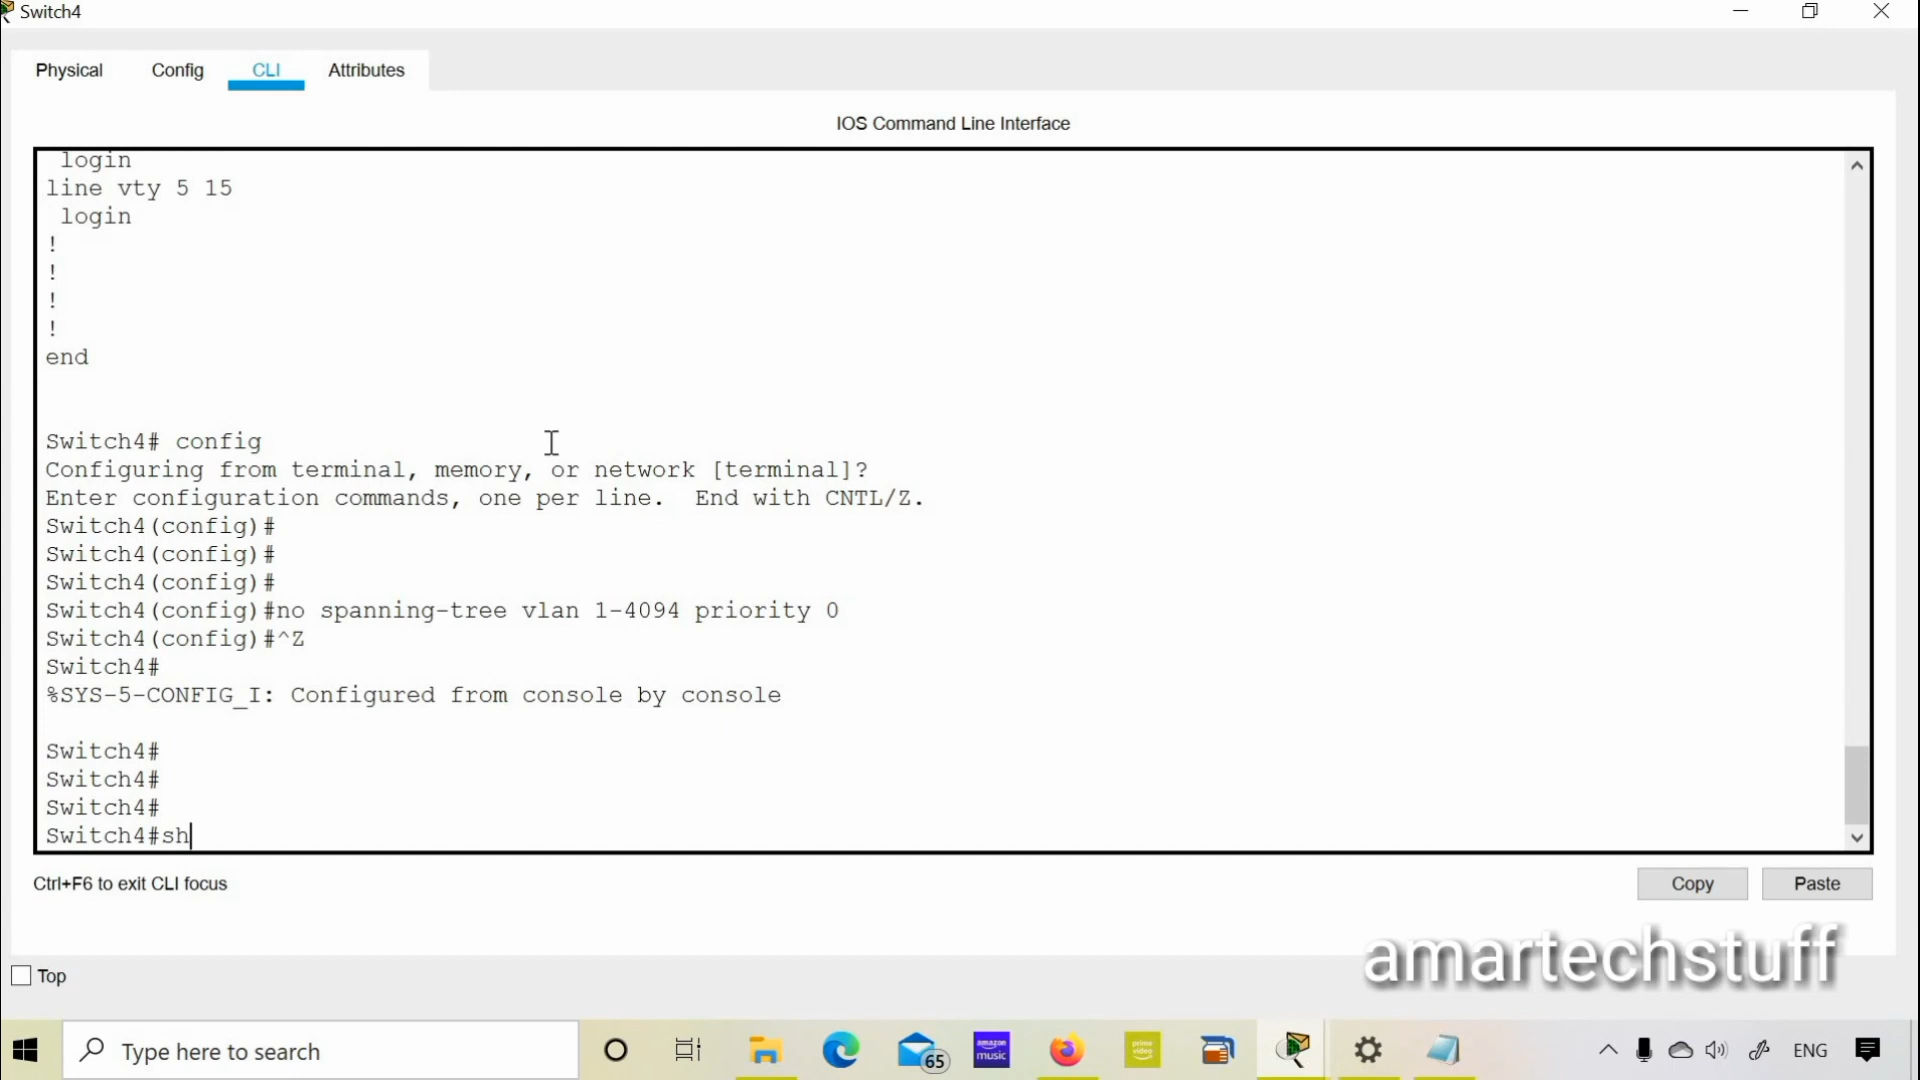 Switch4
Physical Config CLI Attributes
IOS Command Line Interface
login
line vty 5 15
login
!
!
!
!
end
Switch4# config
Configuring from terminal, memory, or network [terminal]?
Enter configuration commands, one per line. End with CNTL/Z.
Switch4(config)#
Switch4(config)#
Switch4(config)#
Switch4(config)#no spanning-tree vlan 1-4094 priority 0
Switch4(config)#^Z
Switch4#
%SYS-5-CONFIG_I: Configured from console by console
Switch4#
Switch4#
Switch4#
Switch4#sh
Ctrl+F6 to exit CLI focus
Copy Paste
amartechstuff
Top
Type here to search
65
amazon music
prime video
ENG